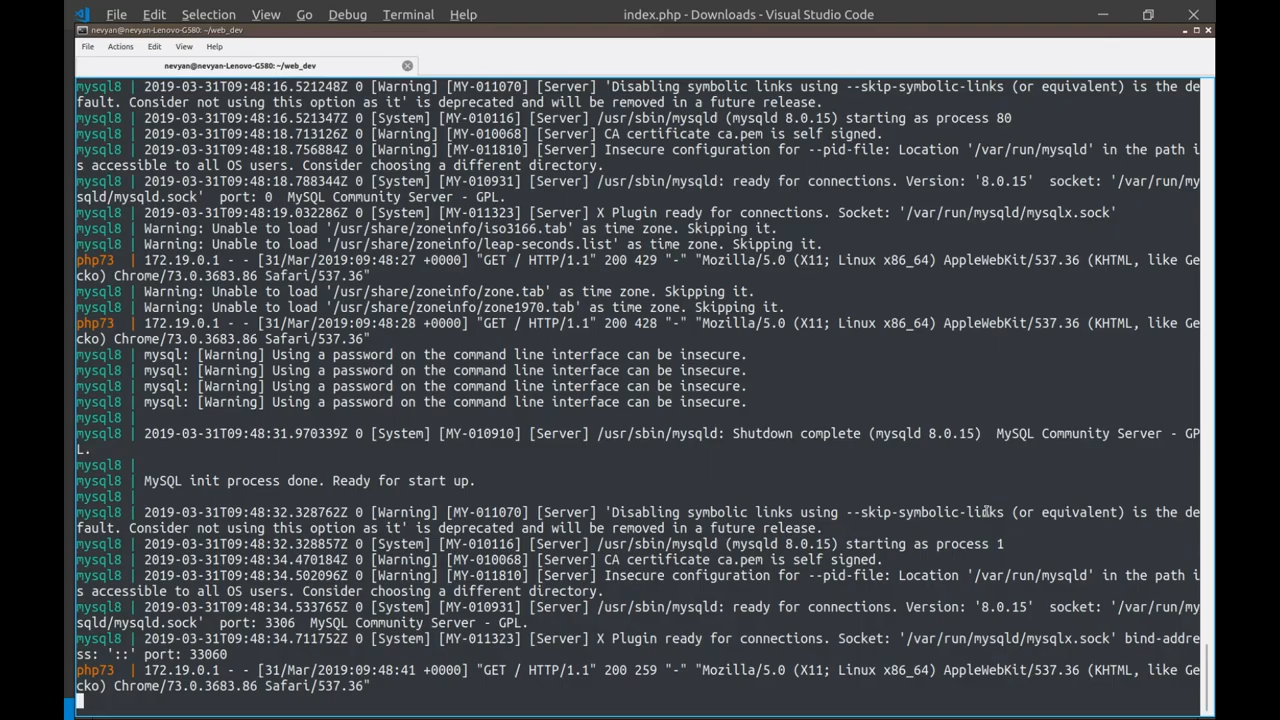 File Edit Selection View Go Debug Terminal Help index.php - Downloads - Visual Studio Code
nevyan@nevyan-Lenovo-G580: ~/web_dev
File Actions Edit View Help
nevyan@nevyan-Lenovo-G580: ~/web_dev
mysql8 | 2019-03-31T09:48:16.521248Z 0 [Warning] [MY-011070] [Server] 'Disabling symbolic links using --skip-symbolic-links (or equivalent) is the de
fault. Consider not using this option as it' is deprecated and will be removed in a future release.
mysql8 | 2019-03-31T09:48:16.521347Z 0 [System] [MY-010116] [Server] /usr/sbin/mysqld (mysqld 8.0.15) starting as process 80
mysql8 | 2019-03-31T09:48:18.713126Z 0 [Warning] [MY-010068] [Server] CA certificate ca.pem is self signed.
mysql8 | 2019-03-31T09:48:18.756884Z 0 [Warning] [MY-011810] [Server] Insecure configuration for --pid-file: Location '/var/run/mysqld' in the path i
s accessible to all OS users. Consider choosing a different directory.
mysql8 | 2019-03-31T09:48:18.788344Z 0 [System] [MY-010931] [Server] /usr/sbin/mysqld: ready for connections. Version: '8.0.15'  socket: '/var/run/my
sqld/mysqld.sock'  port: 0  MySQL Community Server - GPL.
mysql8 | 2019-03-31T09:48:19.032286Z 0 [System] [MY-011323] [Server] X Plugin ready for connections. Socket: '/var/run/mysqld/mysqlx.sock'
mysql8 | Warning: Unable to load '/usr/share/zoneinfo/iso3166.tab' as time zone. Skipping it.
mysql8 | Warning: Unable to load '/usr/share/zoneinfo/leap-seconds.list' as time zone. Skipping it.
php73  | 172.19.0.1 - - [31/Mar/2019:09:48:27 +0000] "GET / HTTP/1.1" 200 429 "-" "Mozilla/5.0 (X11; Linux x86_64) AppleWebKit/537.36 (KHTML, like Ge
cko) Chrome/73.0.3683.86 Safari/537.36"
mysql8 | Warning: Unable to load '/usr/share/zoneinfo/zone.tab' as time zone. Skipping it.
mysql8 | Warning: Unable to load '/usr/share/zoneinfo/zone1970.tab' as time zone. Skipping it.
php73  | 172.19.0.1 - - [31/Mar/2019:09:48:28 +0000] "GET / HTTP/1.1" 200 428 "-" "Mozilla/5.0 (X11; Linux x86_64) AppleWebKit/537.36 (KHTML, like Ge
cko) Chrome/73.0.3683.86 Safari/537.36"
mysql8 | mysql: [Warning] Using a password on the command line interface can be insecure.
mysql8 | mysql: [Warning] Using a password on the command line interface can be insecure.
mysql8 | mysql: [Warning] Using a password on the command line interface can be insecure.
mysql8 | mysql: [Warning] Using a password on the command line interface can be insecure.
mysql8 |
mysql8 | 2019-03-31T09:48:31.970339Z 0 [System] [MY-010910] [Server] /usr/sbin/mysqld: Shutdown complete (mysqld 8.0.15)  MySQL Community Server - GP
L.
mysql8 |
mysql8 | MySQL init process done. Ready for start up.
mysql8 |
mysql8 | 2019-03-31T09:48:32.328762Z 0 [Warning] [MY-011070] [Server] 'Disabling symbolic links using --skip-symbolic-links (or equivalent) is the de
fault. Consider not using this option as it' is deprecated and will be removed in a future release.
mysql8 | 2019-03-31T09:48:32.328857Z 0 [System] [MY-010116] [Server] /usr/sbin/mysqld (mysqld 8.0.15) starting as process 1
mysql8 | 2019-03-31T09:48:34.470184Z 0 [Warning] [MY-010068] [Server] CA certificate ca.pem is self signed.
mysql8 | 2019-03-31T09:48:34.502096Z 0 [Warning] [MY-011810] [Server] Insecure configuration for --pid-file: Location '/var/run/mysqld' in the path i
s accessible to all OS users. Consider choosing a different directory.
mysql8 | 2019-03-31T09:48:34.533765Z 0 [System] [MY-010931] [Server] /usr/sbin/mysqld: ready for connections. Version: '8.0.15'  socket: '/var/run/my
sqld/mysqld.sock'  port: 3306  MySQL Community Server - GPL.
mysql8 | 2019-03-31T09:48:34.711752Z 0 [System] [MY-011323] [Server] X Plugin ready for connections. Socket: '/var/run/mysqld/mysqlx.sock' bind-addre
ss: '::' port: 33060
php73  | 172.19.0.1 - - [31/Mar/2019:09:48:41 +0000] "GET / HTTP/1.1" 200 259 "-" "Mozilla/5.0 (X11; Linux x86_64) AppleWebKit/537.36 (KHTML, like Ge
cko) Chrome/73.0.3683.86 Safari/537.36"